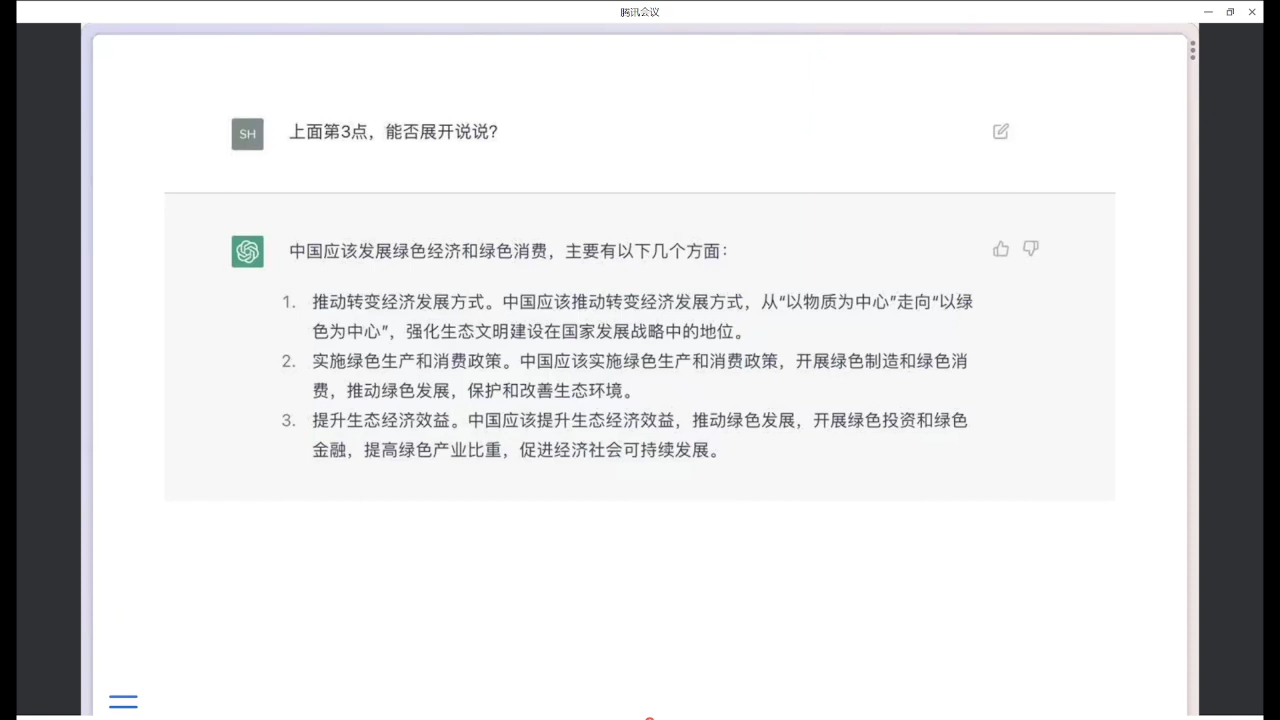 腾讯会议
SH
上面第3点，能否展开说说?
中国应该发展绿色经济和绿色消费，主要有以下几个方面：
1. 推动转变经济发展方式。中国应该推动转变经济发展方式，从“以物质为中心”走向“以绿
色为中心”，强化生态文明建设在国家发展战略中的地位。
2. 实施绿色生产和消费政策。中国应该实施绿色生产和消费政策，开展绿色制造和绿色消
费，推动绿色发展，保护和改善生态环境。
3. 提升生态经济效益。中国应该提升生态经济效益，推动绿色发展，开展绿色投资和绿色
金融，提高绿色产业比重，促进经济社会可持续发展。